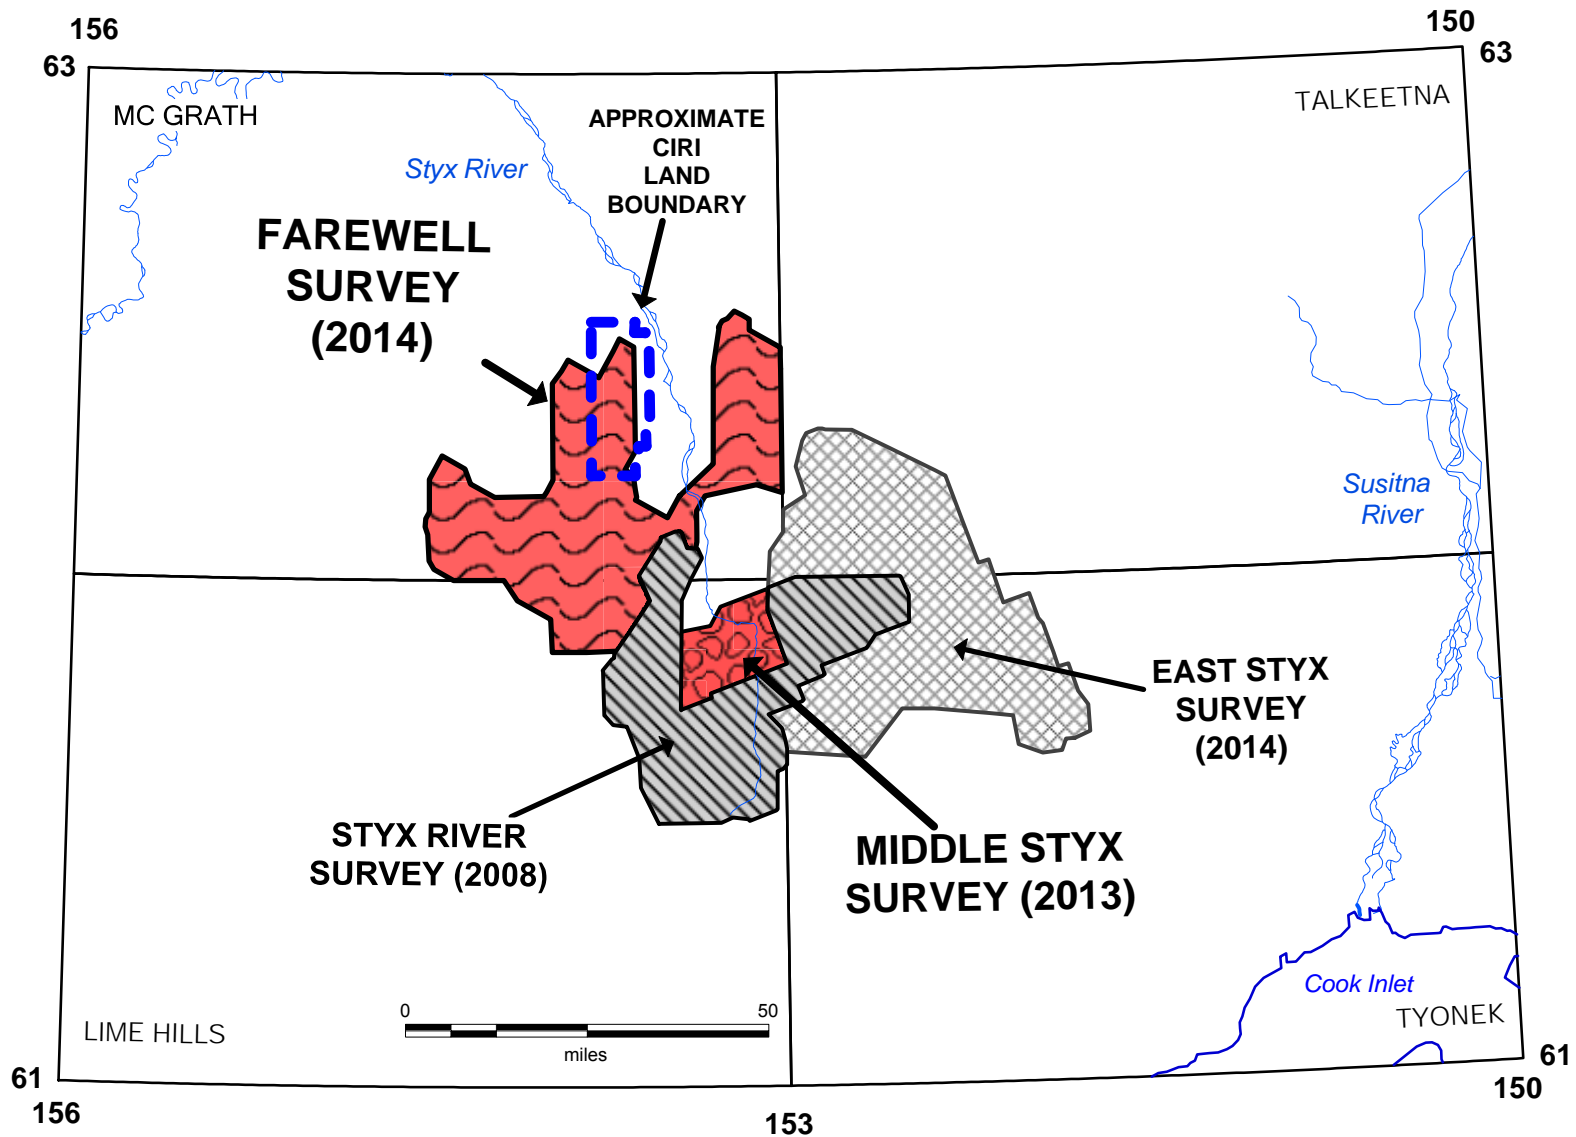 156
150
63
63
MC GRATH
TALKEETNA
APPROXIMATE
CIRI
LAND
BOUNDARY
Styx River
FAREWELL
SURVEY
(2014)
Susitna
River
EAST STYX
SURVEY
(2014)
STYX RIVER
SURVEY (2008)
MIDDLE STYX
SURVEY (2013)
Cook Inlet
0
50
miles
LIME HILLS
TYONEK
61
61
156
153
150